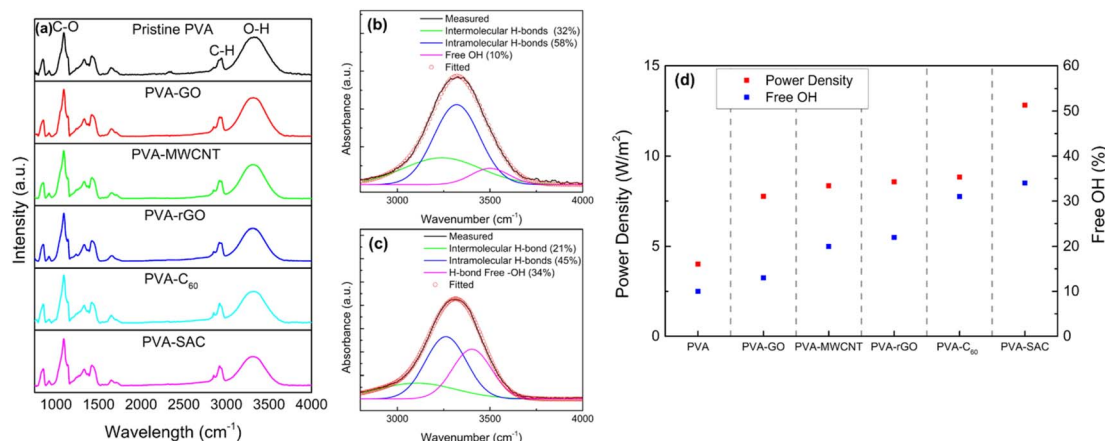 (a)
C-O
Pristine PVA
O-H
C-H
PVA-GO
PVA-MWCNT
PVA-rGO
PVA-C₆₀
PVA-SAC
Intensity (a.u.)
1000 1500 2000 2500 3000 3500 4000
Wavelength (cm⁻¹)
(b)
Measured
Intermolecular H-bonds (32%)
Intramolecular H-bonds (58%)
Free OH (10%)
Fitted
Absorbance (a.u.)
3000 3500 4000
Wavenumber (cm⁻¹)
(c)
Measured
Intermolecular H-bond (21%)
Intramolecular H-bonds (45%)
H-bond Free -OH (34%)
Fitted
Absorbance (a.u.)
3000 3500 4000
Wavenumber (cm⁻¹)
(d)
Power Density
Free OH
Power Density (W/m²)
15
10
5
0
Free OH (%)
60
50
40
30
20
10
0
PVA PVA-GO PVA-MWCNT PVA-rGO PVA-C₆₀ PVA-SAC